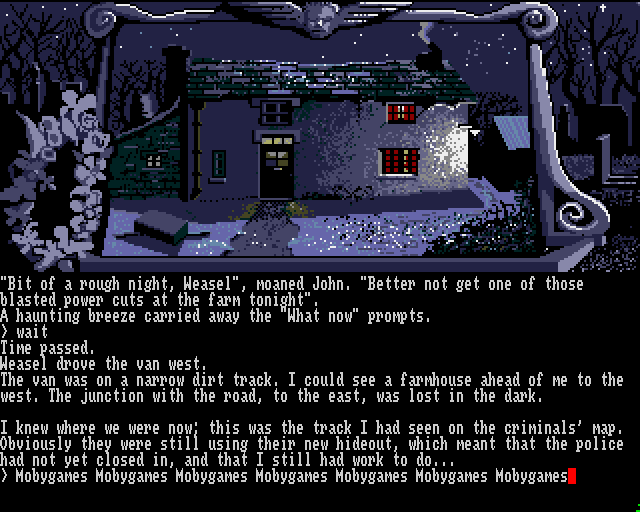 "Bit of a rough night, Weasel", moaned John. "Better not get one of those
blasted power cuts at the farm tonight".
A haunting breeze carried away the "What now" prompts.
> wait
Time passed.
Weasel drove the van west.
The van was on a narrow dirt track. I could see a farmhouse ahead of me to the
west. The junction with the road, to the east, was lost in the dark.
I knew where we were now; this was the track I had seen on the criminals' map.
Obviously they were still using their new hideout, which meant that the police
had not yet closed in, and that I still had work to do...
> Mobygames Mobygames Mobygames Mobygames Mobygames Mobygames Mobygames